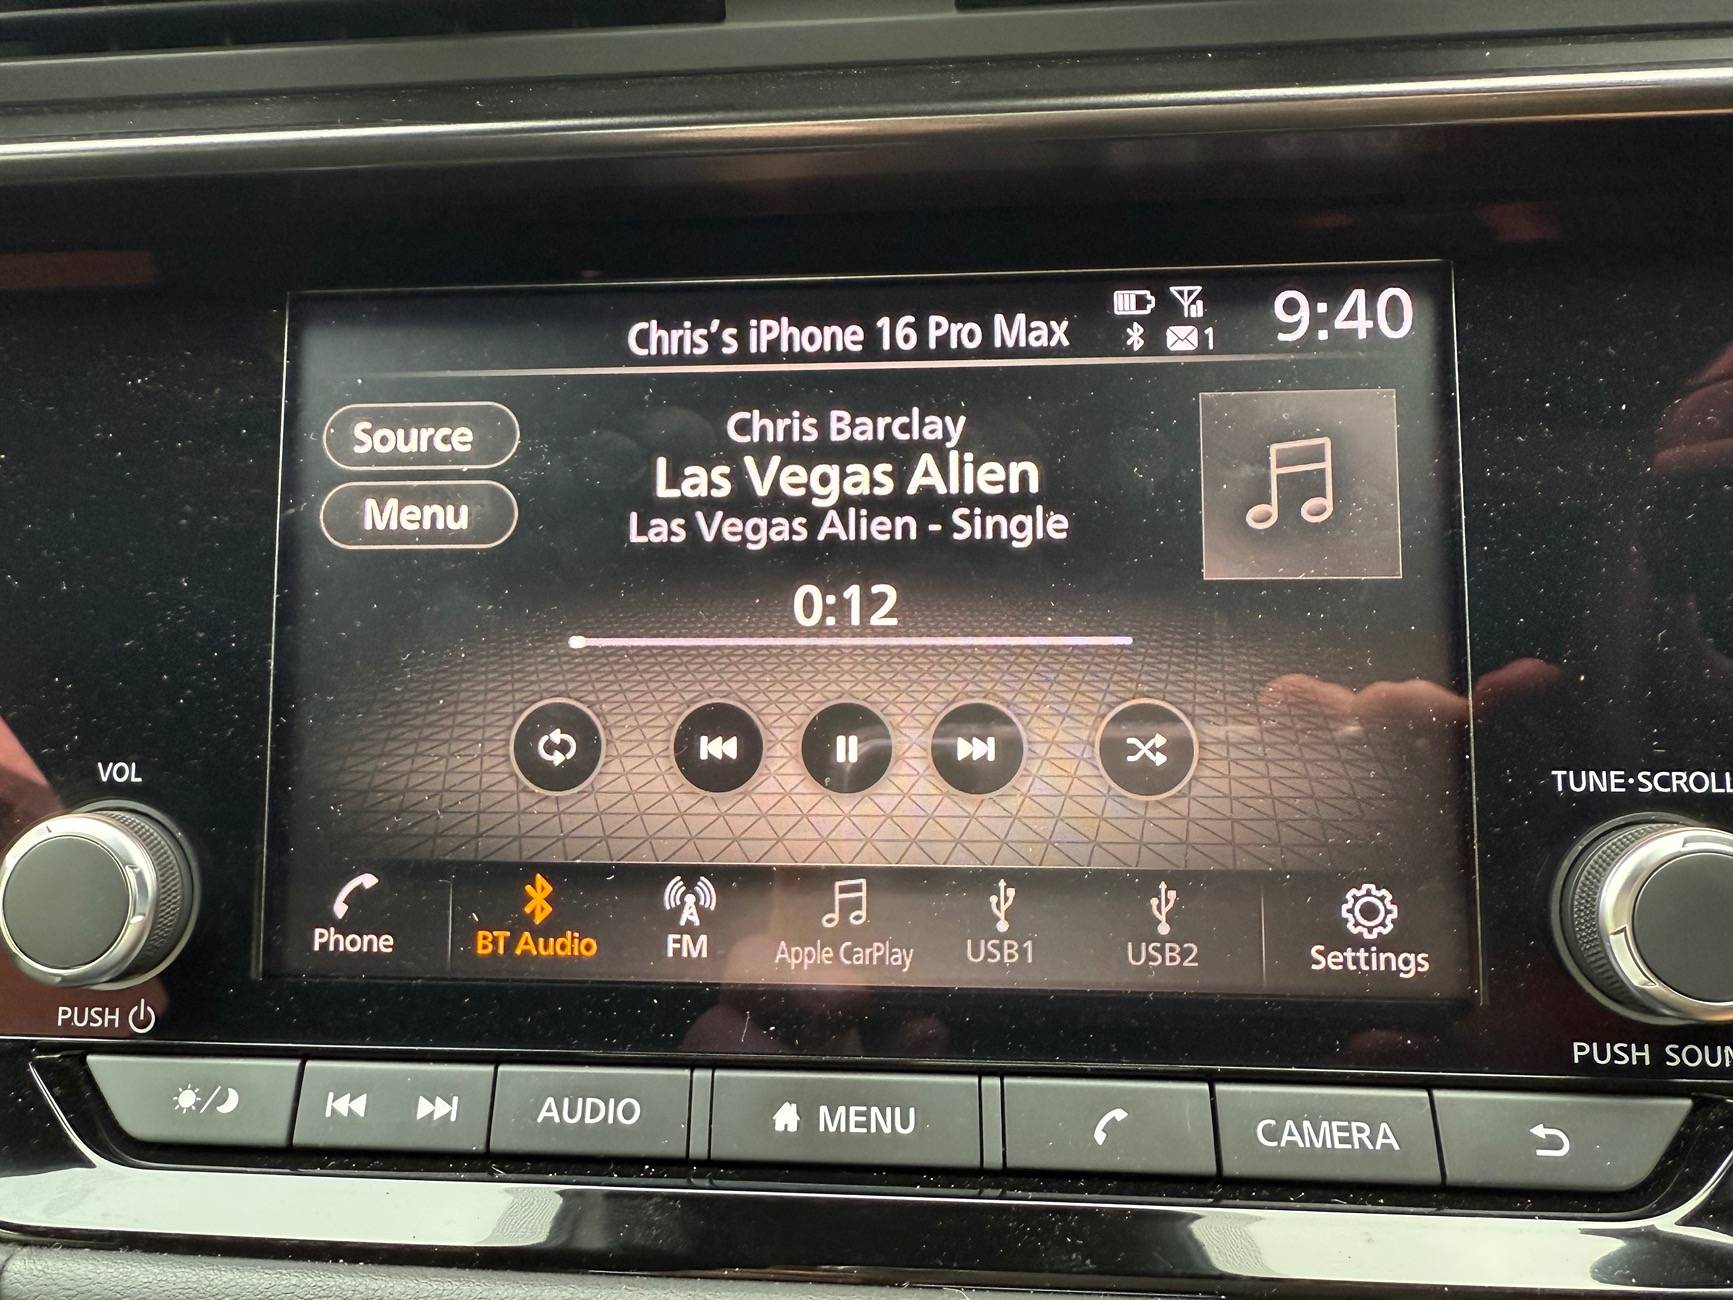 Chris's iPhone 16 Pro Max
1
9:40
Source
Menu
Chris Barclay
Las Vegas Alien
Las Vegas Alien - Single
0:12
VOL
PUSH
TUNE·SCROLL
PUSH
Phone
BT Audio
FM
Apple CarPlay
USB1
USB2
Settings
AUDIO
MENU
CAMERA